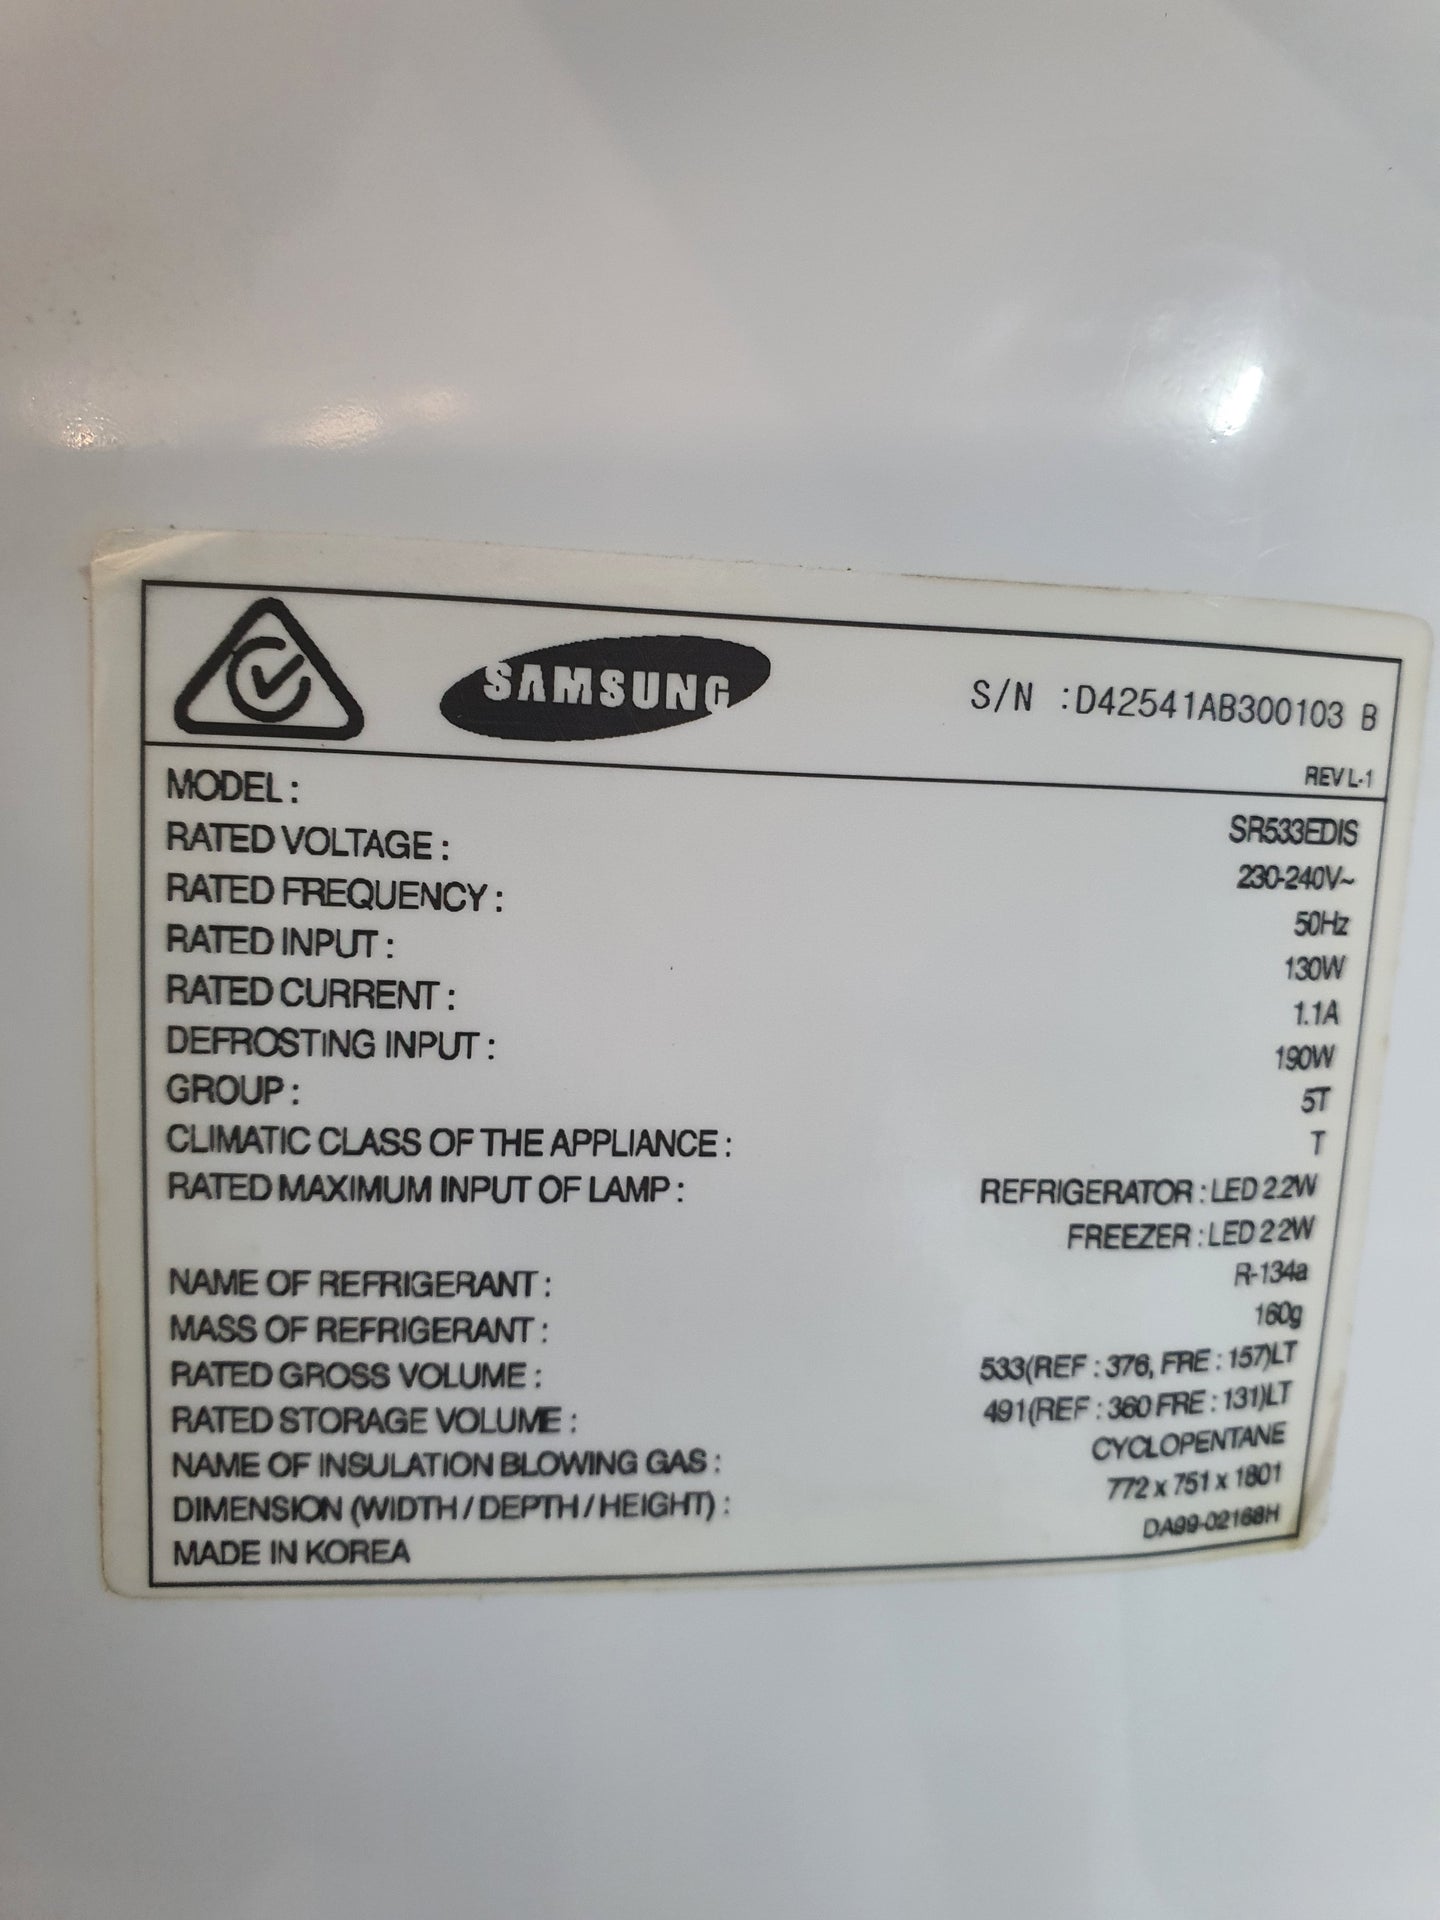 SAMSUNG
S/N :D42541AB300103 B
REV L-1
MODEL : SR533EDIS
RATED VOLTAGE : 230-240V~
RATED FREQUENCY : 50Hz
RATED INPUT : 130W
RATED CURRENT : 1.1A
DEFROSTING INPUT : 190W
GROUP : 5T
CLIMATIC CLASS OF THE APPLIANCE : T
RATED MAXIMUM INPUT OF LAMP : REFRIGERATOR : LED 2.2W
FREEZER : LED 2.2W
NAME OF REFRIGERANT : R-134a
MASS OF REFRIGERANT : 160g
RATED GROSS VOLUME : 533(REF : 376, FRE : 157)LT
RATED STORAGE VOLUME : 491(REF : 360 FRE : 131)LT
NAME OF INSULATION BLOWING GAS : CYCLOPENTANE
DIMENSION (WIDTH / DEPTH / HEIGHT) : 772 x 751 x 1801
MADE IN KOREA DA99-02168H